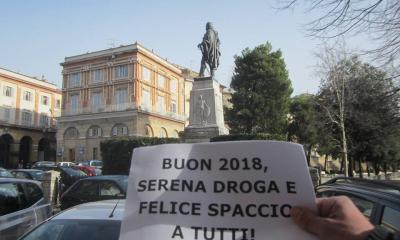 BUON 2018,
SERENA DROGA E
FELICE SPACCIO
A TUTTI!